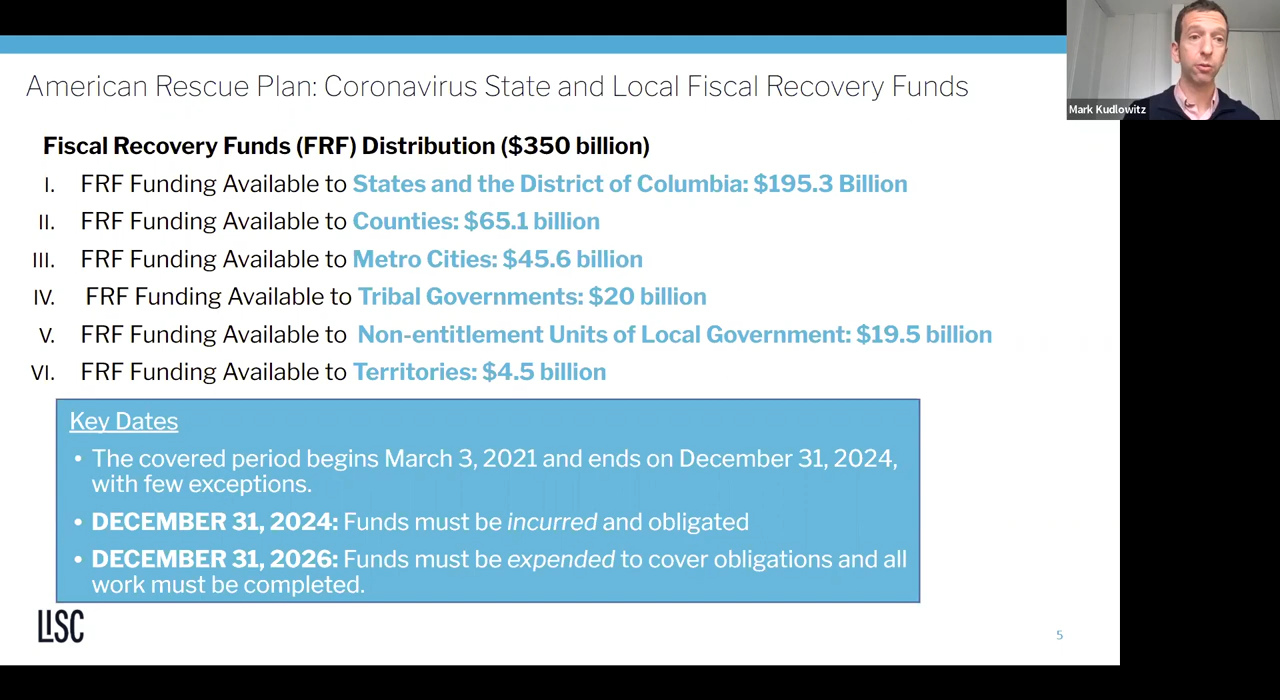 Mark Kudlowitz
American Rescue Plan: Coronavirus State and Local Fiscal Recovery Funds
Fiscal Recovery Funds (FRF) Distribution ($350 billion)
I. FRF Funding Available to States and the District of Columbia: $195.3 Billion
II. FRF Funding Available to Counties: $65.1 billion
III. FRF Funding Available to Metro Cities: $45.6 billion
IV. FRF Funding Available to Tribal Governments: $20 billion
V. FRF Funding Available to Non-entitlement Units of Local Government: $19.5 billion
VI. FRF Funding Available to Territories: $4.5 billion
Key Dates
• The covered period begins March 3, 2021 and ends on December 31, 2024,
with few exceptions.
• DECEMBER 31, 2024: Funds must be incurred and obligated
• DECEMBER 31, 2026: Funds must be expended to cover obligations and all
work must be completed.
LISC
5